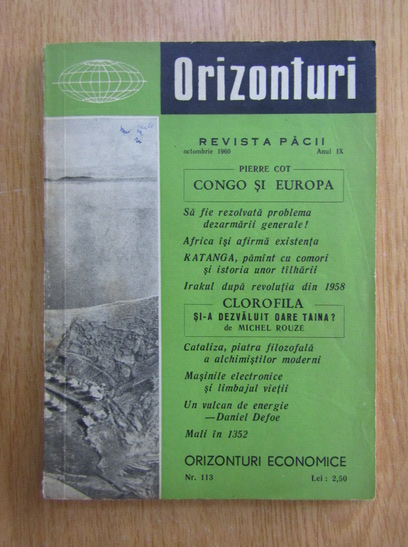 Orizonturi
REVISTA PĂCII
octombrie 1960 Anul IX
PIERRE COT
CONGO ȘI EUROPA
Să fie rezolvată problema
dezarmării generale!
Africa își afirmă existența
KATANGA, pămînt cu comori
și istoria unor tîlhării
Irakul după revoluția din 1958
CLOROFILA
ȘI-A DEZVĂLUIT OARE TAINA?
de MICHEL ROUZE
Cataliza, piatra filozofală
a alchimiștilor moderni
Mașinile electronice
și limbajul vieții
Un vulcan de energie
—Daniel Defoe
Mali în 1352
ORIZONTURI ECONOMICE
Nr. 113 Lei: 2,50